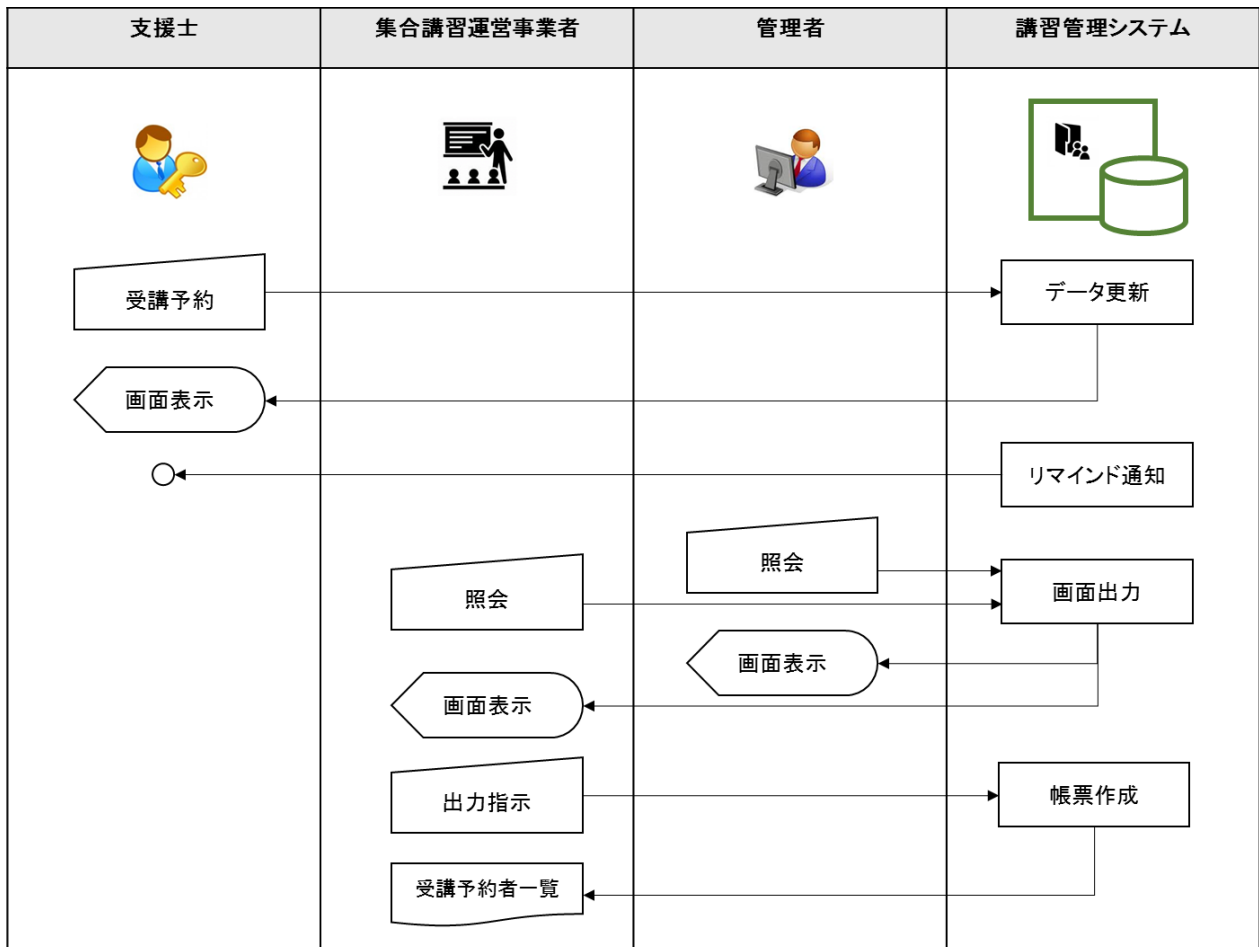 支援士
集合講習運営事業者
管理者
講習管理システム
受講予約
データ更新
画面表示
リマインド通知
照会
照会
画面出力
画面表示
画面表示
出力指示
帳票作成
受講予約者一覧